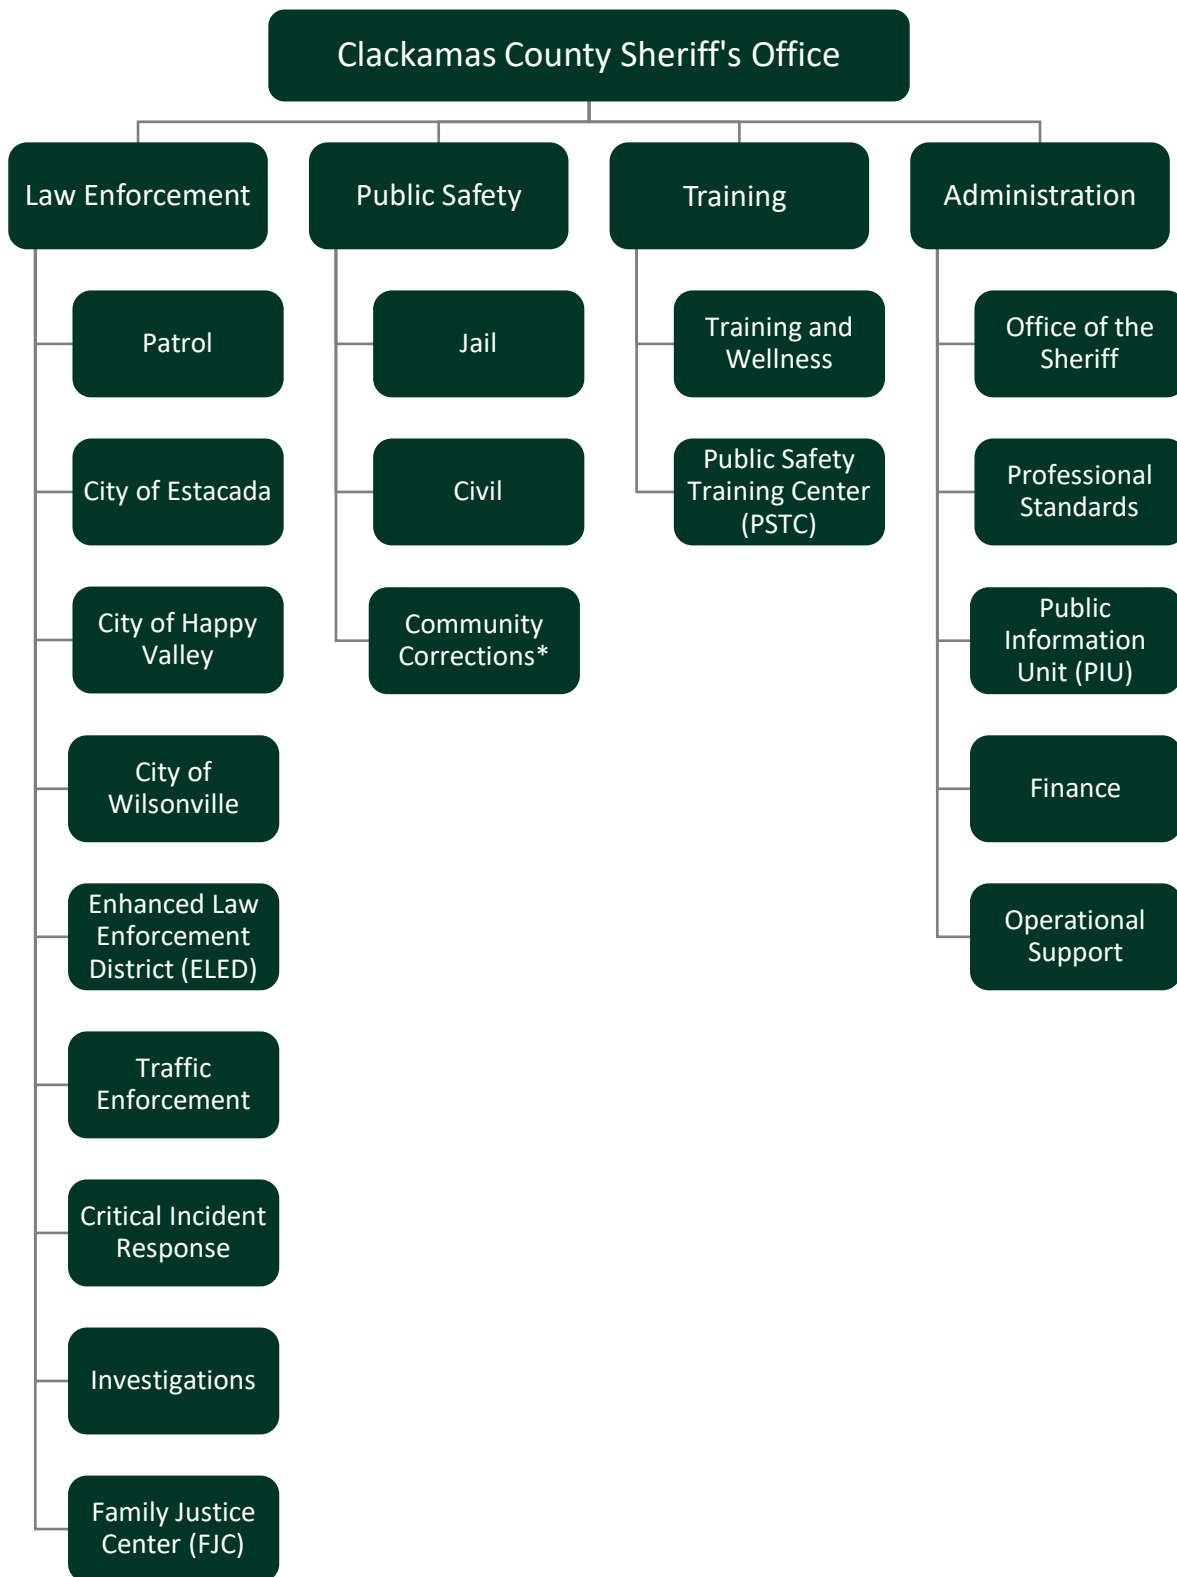 Clackamas County Sheriff's Office
Law Enforcement
Public Safety
Training
Administration
Patrol
City of Estacada
City of Happy
Valley
City of
Wilsonville
Enhanced Law
Enforcement
District (ELED)
Traffic
Enforcement
Critical Incident
Response
Investigations
Family Justice
Center (FJC)
Jail
Civil
Community
Corrections*
Training and
Wellness
Public Safety
Training Center
(PSTC)
Office of the
Sheriff
Professional
Standards
Public
Information
Unit (PIU)
Finance
Operational
Support